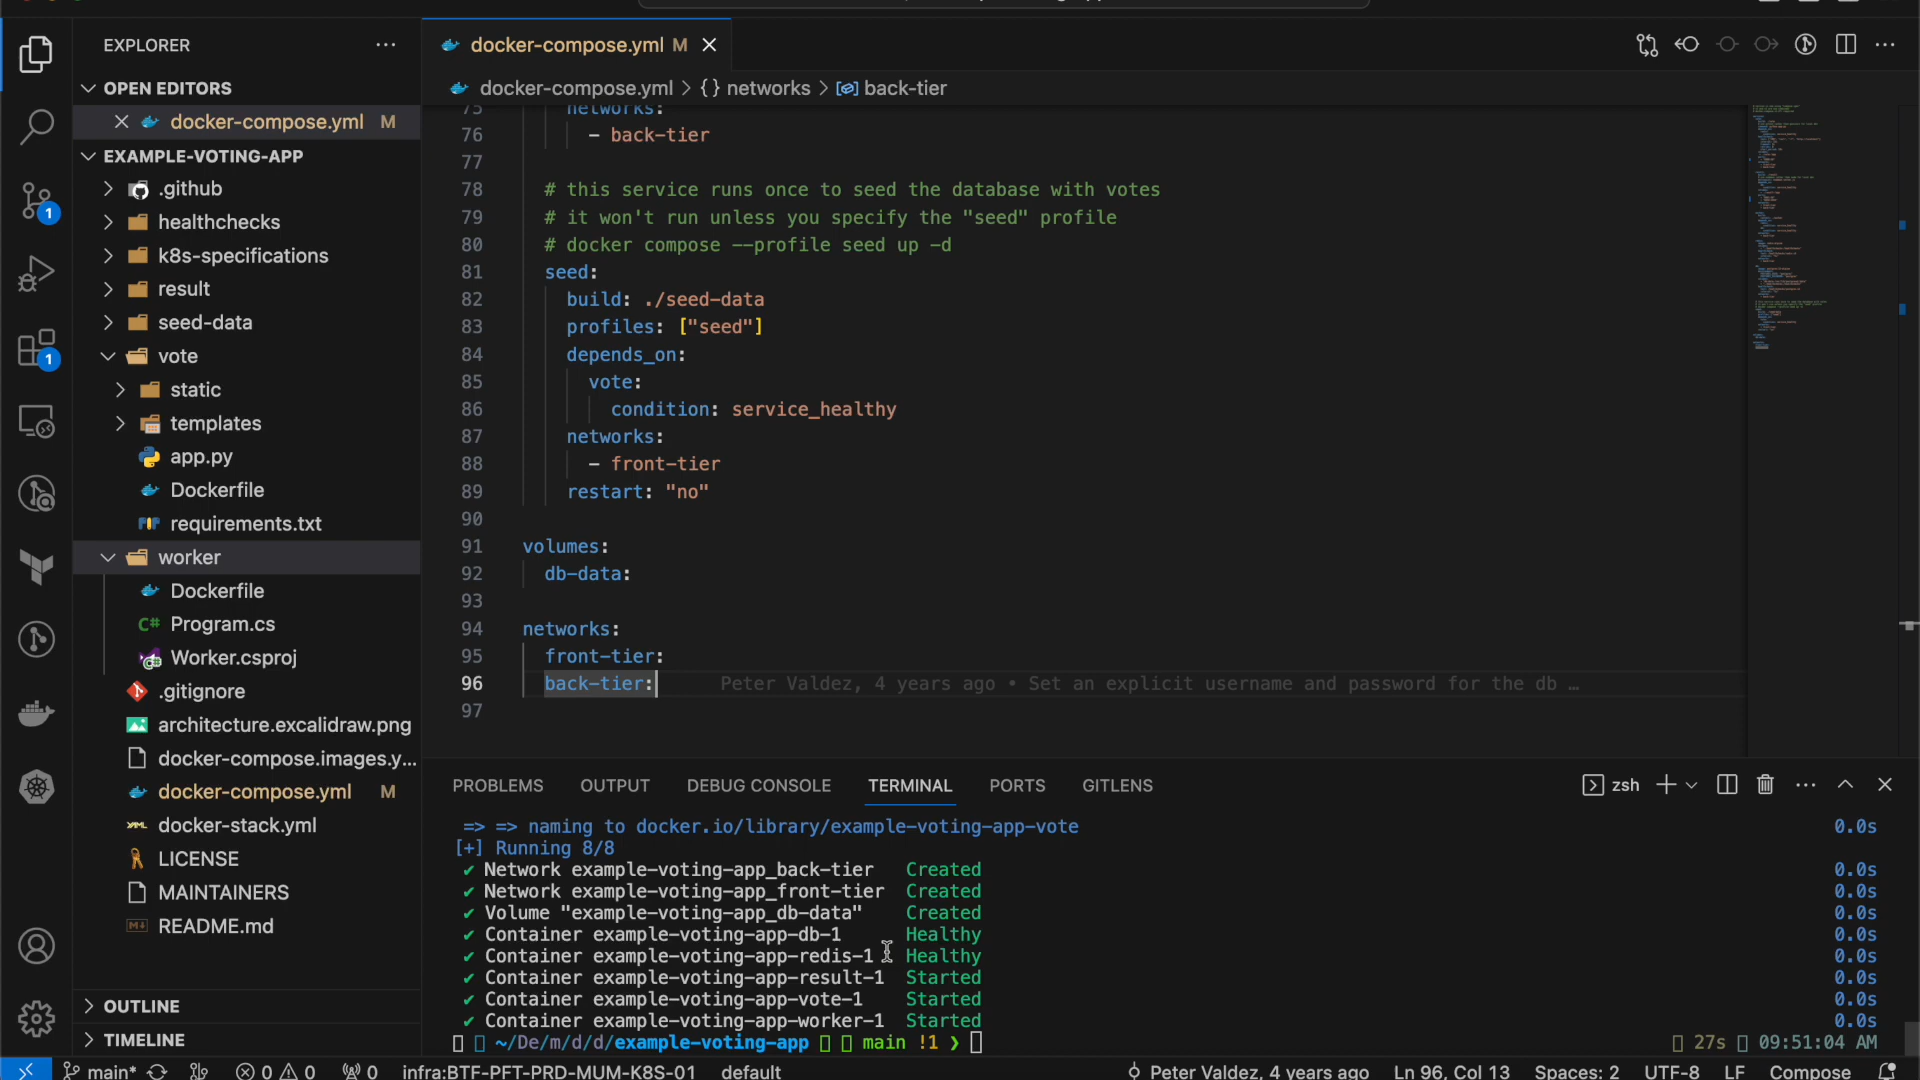 EXPLORER
OPEN EDITORS
docker-compose.yml M
EXAMPLE-VOTING-APP
.github
healthchecks
k8s-specifications
result
seed-data
vote
static
templates
app.py
Dockerfile
requirements.txt
worker
Dockerfile
C# Program.cs
Worker.csproj
.gitignore
architecture.excalidraw.png
docker-compose.images.y...
docker-compose.yml M
docker-stack.yml
LICENSE
MAINTAINERS
README.md
OUTLINE
TIMELINE
1
1
docker-compose.yml M
docker-compose.yml > {} networks > back-tier
75 networks:
76 - back-tier
77
78 # this service runs once to seed the database with votes
79 # it won't run unless you specify the "seed" profile
80 # docker compose --profile seed up -d
81 seed:
82 build: ./seed-data
83 profiles: ["seed"]
84 depends_on:
85 vote:
86 condition: service_healthy
87 networks:
88 - front-tier
89 restart: "no"
90
91 volumes:
92 db-data:
93
94 networks:
95 front-tier:
96 back-tier: Peter Valdez, 4 years ago • Set an explicit username and password for the db …
97
PROBLEMS OUTPUT DEBUG CONSOLE TERMINAL PORTS GITLENS
zsh
=> => naming to docker.io/library/example-voting-app-vote 0.0s
[+] Running 8/8
✔ Network example-voting-app_back-tier Created 0.0s
✔ Network example-voting-app_front-tier Created 0.0s
✔ Volume "example-voting-app_db-data" Created 0.0s
✔ Container example-voting-app-db-1 Healthy 0.0s
✔ Container example-voting-app-redis-1 Healthy 0.0s
✔ Container example-voting-app-result-1 Started 0.0s
✔ Container example-voting-app-vote-1 Started 0.0s
✔ Container example-voting-app-worker-1 Started 0.0s
~/De/m/d/d/example-voting-app main !1 ❯ 27s 09:51:04 AM
main* 0 0 0 infra:BTF-PFT-PRD-MUM-K8S-01 default Peter Valdez, 4 years ago Ln 96, Col 13 Spaces: 2 UTF-8 LF Compose